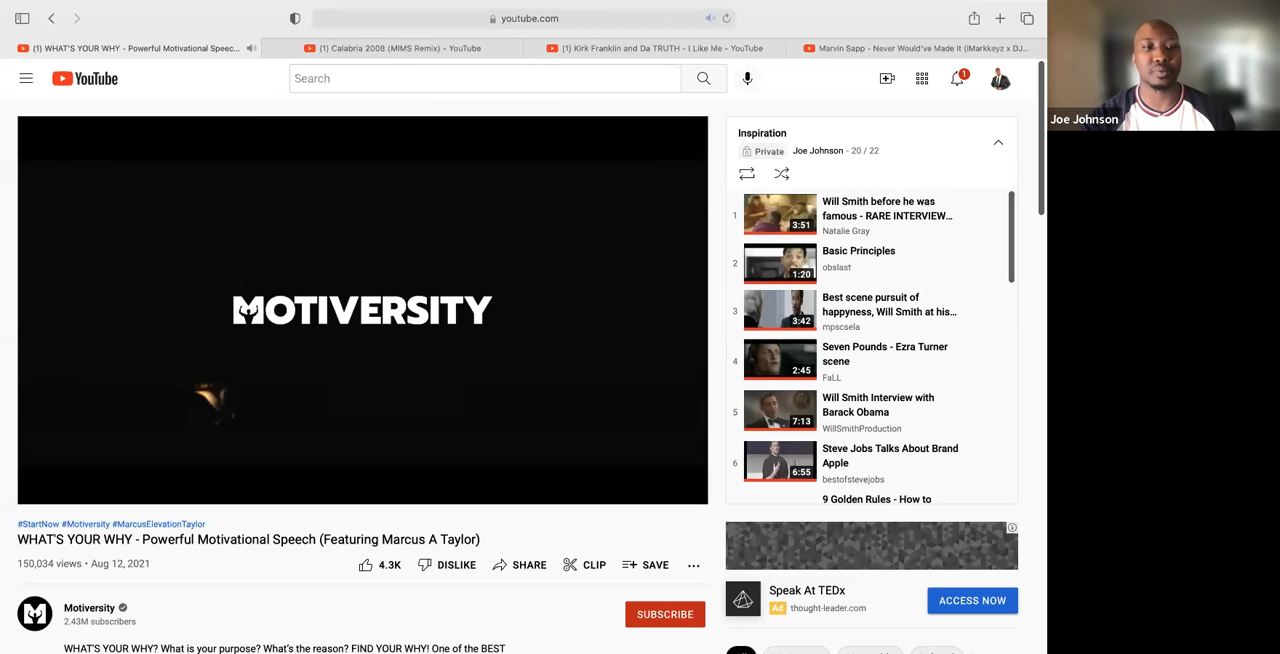 youtube.com
(1) WHAT'S YOUR WHY - Powerful Motivational Speec...
(1) Calabria 2008 (MIMS Remix) - YouTube
(1) Kirk Franklin and Da TRUTH - I Like Me - YouTube
Marvin Sapp - Never Would've Made It (iMarkkeyz x DJ...
YouTube
Search
1
Joe Johnson
MOTIVERSITY
Inspiration
Private Joe Johnson - 20 / 22
1
3:51
Will Smith before he was
famous - RARE INTERVIEW...
Natalie Gray
2
1:20
Basic Principles
obslast
3
3:42
Best scene pursuit of
happyness, Will Smith at his...
mpscsela
4
2:45
Seven Pounds - Ezra Turner
scene
FaLL
5
7:13
Will Smith Interview with
Barack Obama
WillSmithProduction
6
6:55
Steve Jobs Talks About Brand
Apple
bestofstevejobs
9 Golden Rules - How to
#StartNow #Motiversity #MarcusElevationTaylor
WHAT'S YOUR WHY - Powerful Motivational Speech (Featuring Marcus A Taylor)
150,034 views • Aug 12, 2021
4.3K DISLIKE SHARE CLIP SAVE
Motiversity
2.43M subscribers
SUBSCRIBE
WHAT'S YOUR WHY? What is your purpose? What's the reason? FIND YOUR WHY! One of the BEST
Speak At TEDx
Ad thought-leader.com
ACCESS NOW